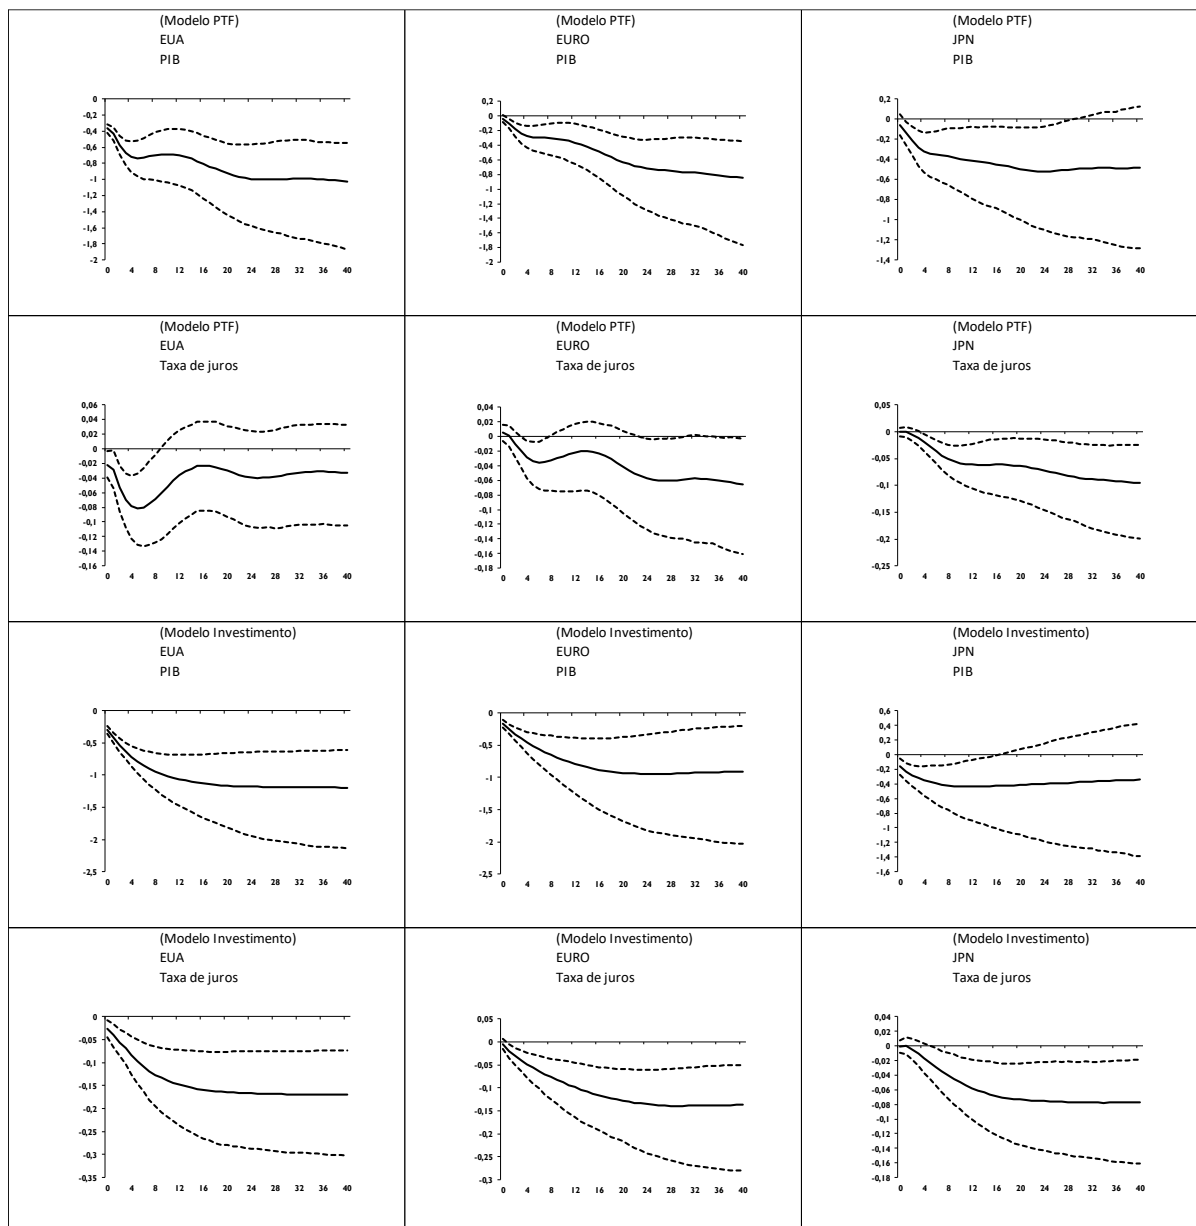 (Modelo PTF)
EUA
PIB
0
-0,2
-0,4
-0,6
-0,8
-1
-1,2
-1,4
-1,6
-1,8
-2
0 4 8 12 16 20 24 28 32 36 40
(Modelo PTF)
EURO
PIB
0,2
0
-0,2
-0,4
-0,6
-0,8
-1
-1,2
-1,4
-1,6
-1,8
-2
0 4 8 12 16 20 24 28 32 36 40
(Modelo PTF)
JPN
PIB
0,2
0
-0,2
-0,4
-0,6
-0,8
-1
-1,2
-1,4
0 4 8 12 16 20 24 28 32 36 40
(Modelo PTF)
EUA
Taxa de juros
0,06
0,04
0,02
0
-0,02
-0,04
-0,06
-0,08
-0,1
-0,12
-0,14
-0,16
0 4 8 12 16 20 24 28 32 36 40
(Modelo PTF)
EURO
Taxa de juros
0,04
0,02
0
-0,02
-0,04
-0,06
-0,08
-0,1
-0,12
-0,14
-0,16
-0,18
0 4 8 12 16 20 24 28 32 36 40
(Modelo PTF)
JPN
Taxa de juros
0,05
0
-0,05
-0,1
-0,15
-0,2
-0,25
0 4 8 12 16 20 24 28 32 36 40
(Modelo Investimento)
EUA
PIB
0
-0,5
-1
-1,5
-2
-2,5
0 4 8 12 16 20 24 28 32 36 40
(Modelo Investimento)
EURO
PIB
0
-0,5
-1
-1,5
-2
-2,5
0 4 8 12 16 20 24 28 32 36 40
(Modelo Investimento)
JPN
PIB
0,6
0,4
0,2
0
-0,2
-0,4
-0,6
-0,8
-1
-1,2
-1,4
-1,6
0 4 8 12 16 20 24 28 32 36 40
(Modelo Investimento)
EUA
Taxa de juros
0
-0,05
-0,1
-0,15
-0,2
-0,25
-0,3
-0,35
0 4 8 12 16 20 24 28 32 36 40
(Modelo Investimento)
EURO
Taxa de juros
0,05
0
-0,05
-0,1
-0,15
-0,2
-0,25
-0,3
0 4 8 12 16 20 24 28 32 36 40
(Modelo Investimento)
JPN
Taxa de juros
0,04
0,02
0
-0,02
-0,04
-0,06
-0,08
-0,1
-0,12
-0,14
-0,16
-0,18
0 4 8 12 16 20 24 28 32 36 40